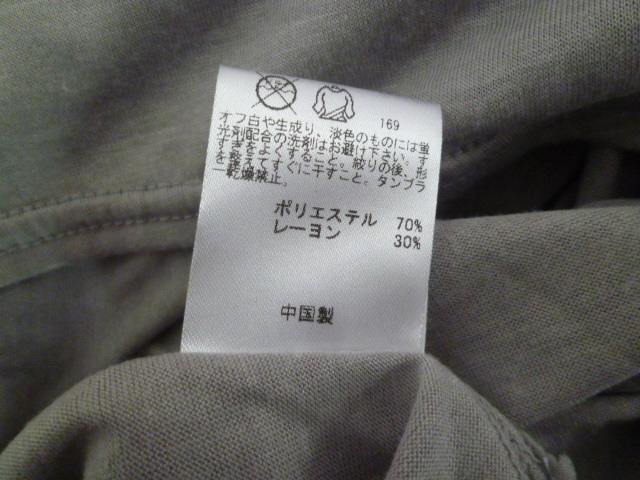 169
オフ白や生成り、淡色のものには蛍
光剤配合の洗剤はお避け下さい。す
すぎをよくすること。絞りの後、形
を整えてすぐに干すこと。タンブラ
ー乾燥禁止。
ポリエステル 70%
レーヨン 30%
中国製